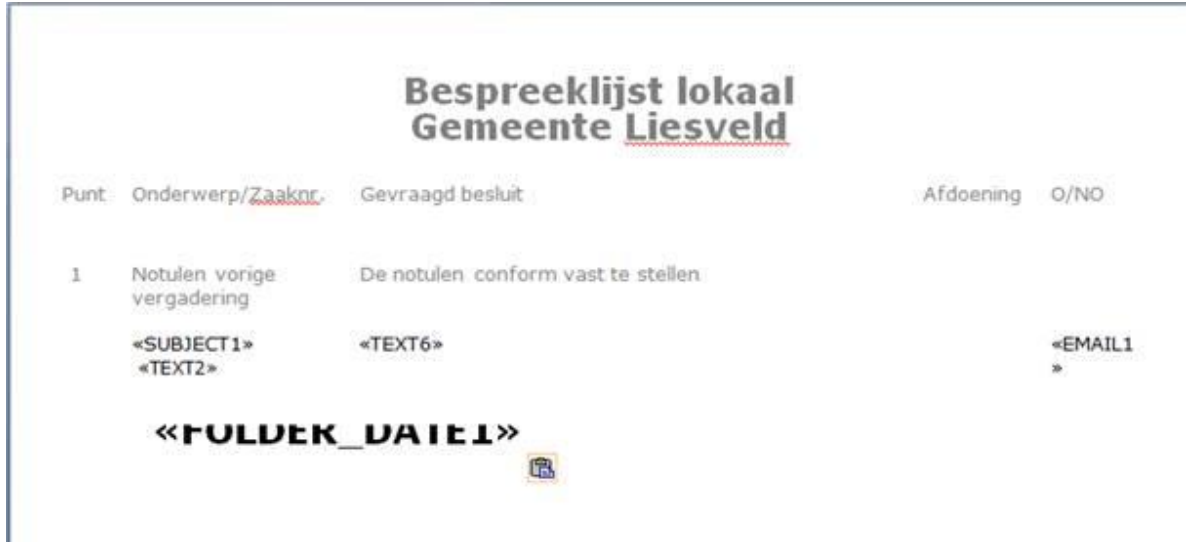 Bespreeklijst lokaal
Gemeente Liesveld
Punt Onderwerp/Zaaknr. Gevraagd besluit Afdoening O/NO
1 Notulen vorige De notulen conform vast te stellen
vergadering
«SUBJECT1» «TEXT6» «EMAIL1
«TEXT2» »
«FOLDER_DATE1»